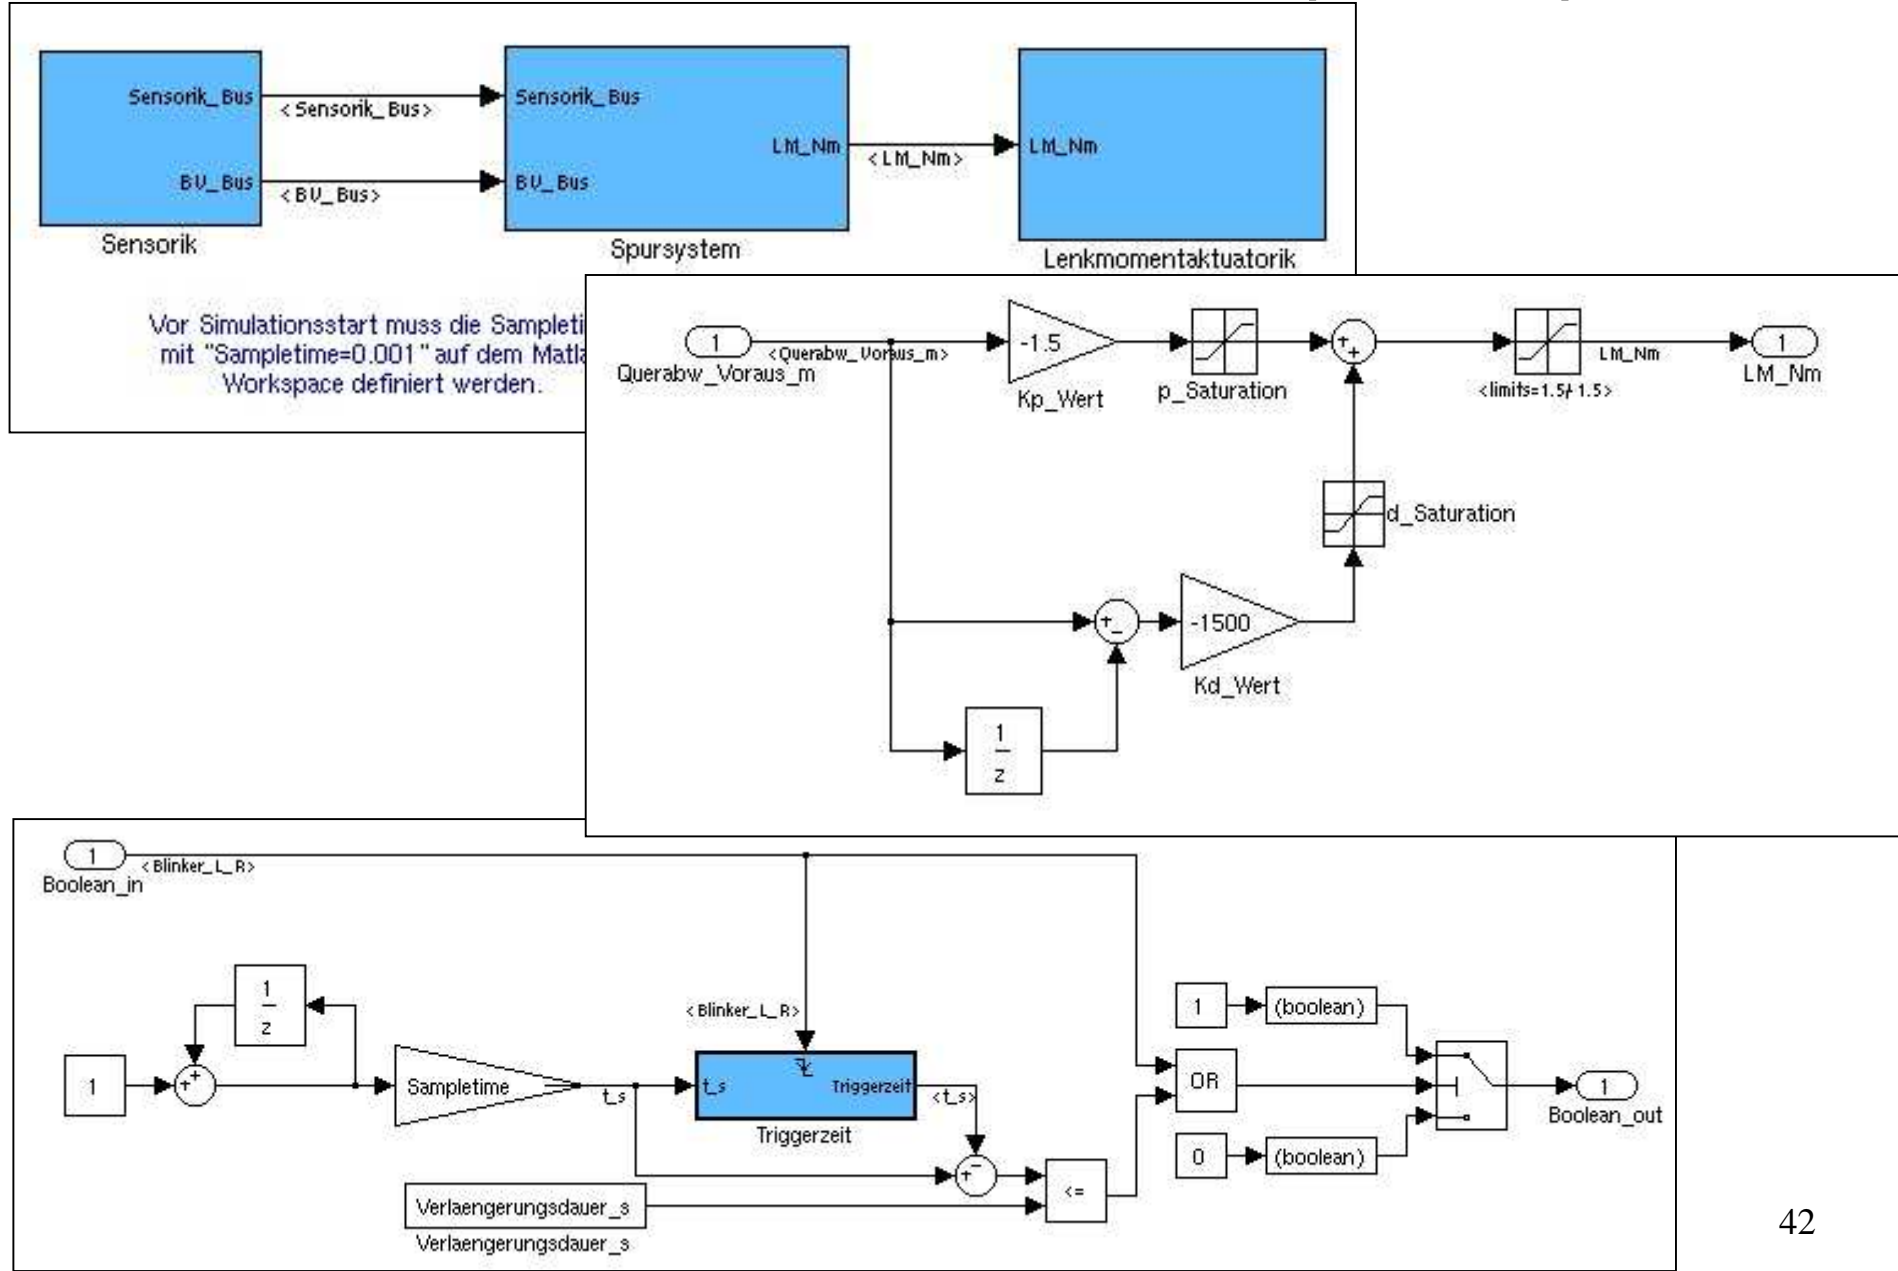 Sensorik_Bus
<Sensorik_Bus>
Sensorik_Bus
LM_Nm
<LM_Nm>
LM_Nm
BV_Bus
<BV_Bus>
BV_Bus
Sensorik
Spursystem
Lenkmomentaktuatorik
Vor Simulationsstart muss die Sampleti
mit "Sampletime=0.001" auf dem Matla
Workspace definiert werden.
1
<Querabw_Voraus_m>
Querabw_Voraus_m
-1.5
Kp_Wert
p_Saturation
+
+
<limits=1.5/-1.5>
LM_Nm
1
LM_Nm
d_Saturation
+
-
-1500
Kd_Wert
1
z
1
<Blinker_L_R>
Boolean_in
1
z
<Blinker_L_R>
1
+
+
Sampletime
t_s
t_s
Triggerzeit
<t_s>
Triggerzeit
+
-
<=
Verlaengerungsdauer_s
Verlaengerungsdauer_s
OR
1
(boolean)
0
(boolean)
1
Boolean_out
42